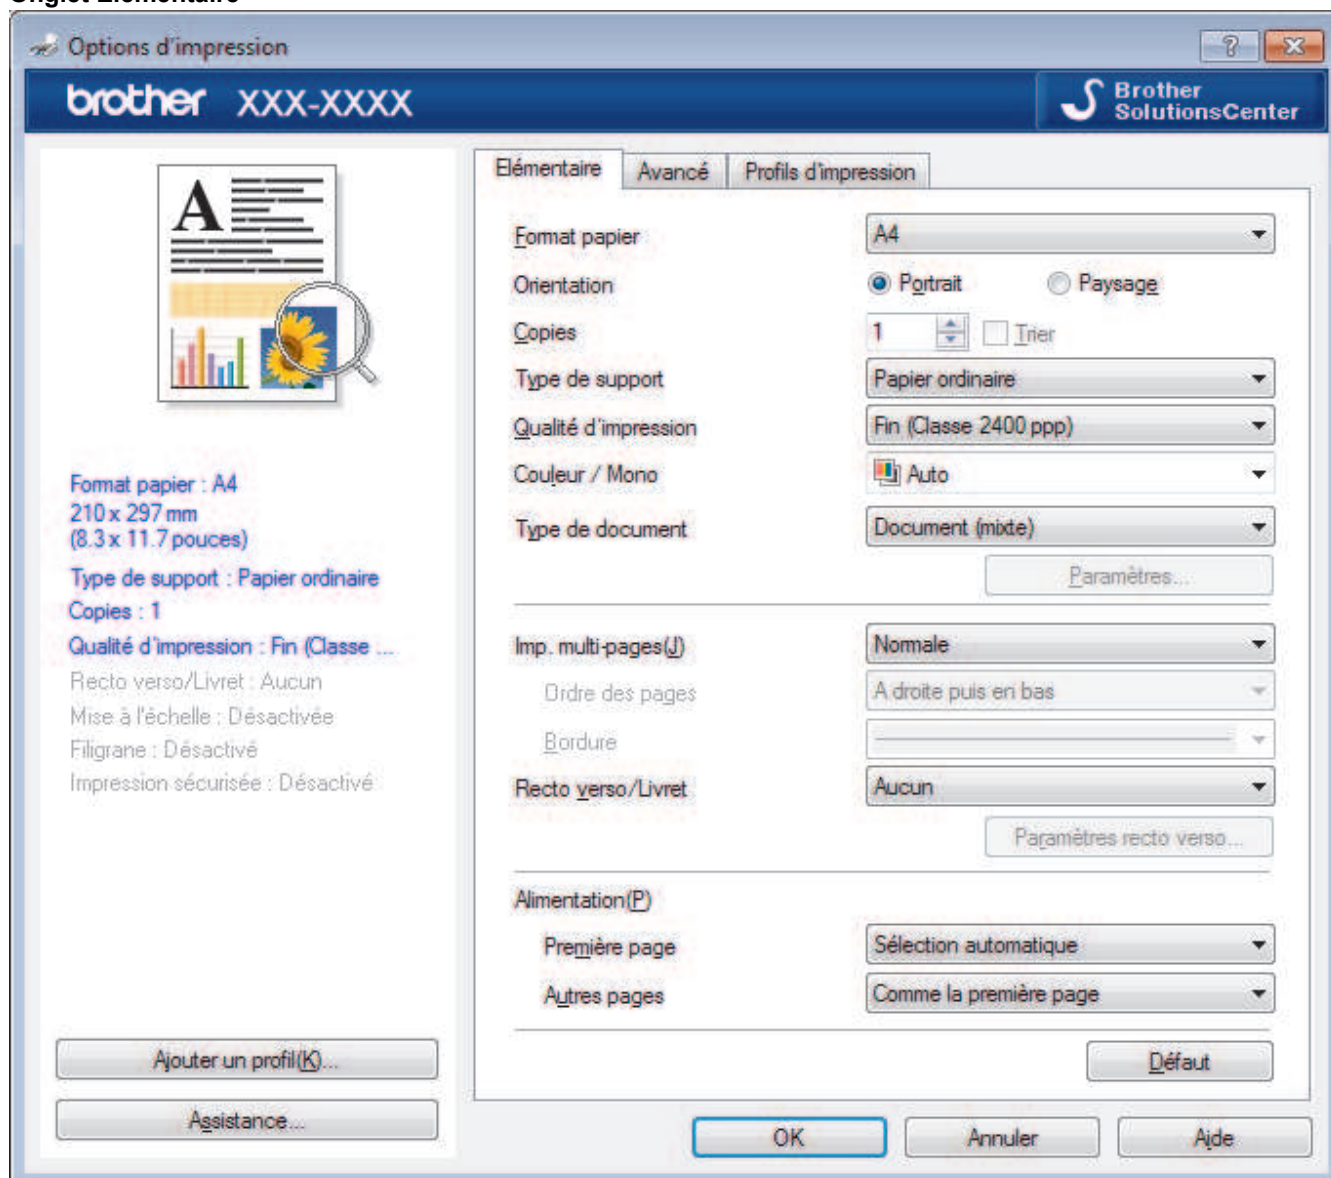 Onglet Elémentaire
Options d'impression
brother XXX-XXXX
Brother
SolutionsCenter
A
Format papier : A4
210 x 297 mm
(8.3 x 11.7 pouces)
Type de support : Papier ordinaire
Copies : 1
Qualité d'impression : Fin (Classe ...
Recto verso/Livret : Aucun
Mise à l'échelle : Désactivée
Filigrane : Désactivé
Impression sécurisée : Désactivé
Ajouter un profil(K)...
Assistance...
Elémentaire Avancé Profils d'impression
Format papier A4
Orientation Portrait Paysage
Copies 1 Trier
Type de support Papier ordinaire
Qualité d'impression Fin (Classe 2400 ppp)
Couleur / Mono Auto
Type de document Document (mixte)
Paramètres...
Imp. multi-pages(J) Normale
Ordre des pages A droite puis en bas
Bordure
Recto verso/Livret Aucun
Paramètres recto verso...
Alimentation(P)
Première page Sélection automatique
Autres pages Comme la première page
Défaut
OK Annuler Aide